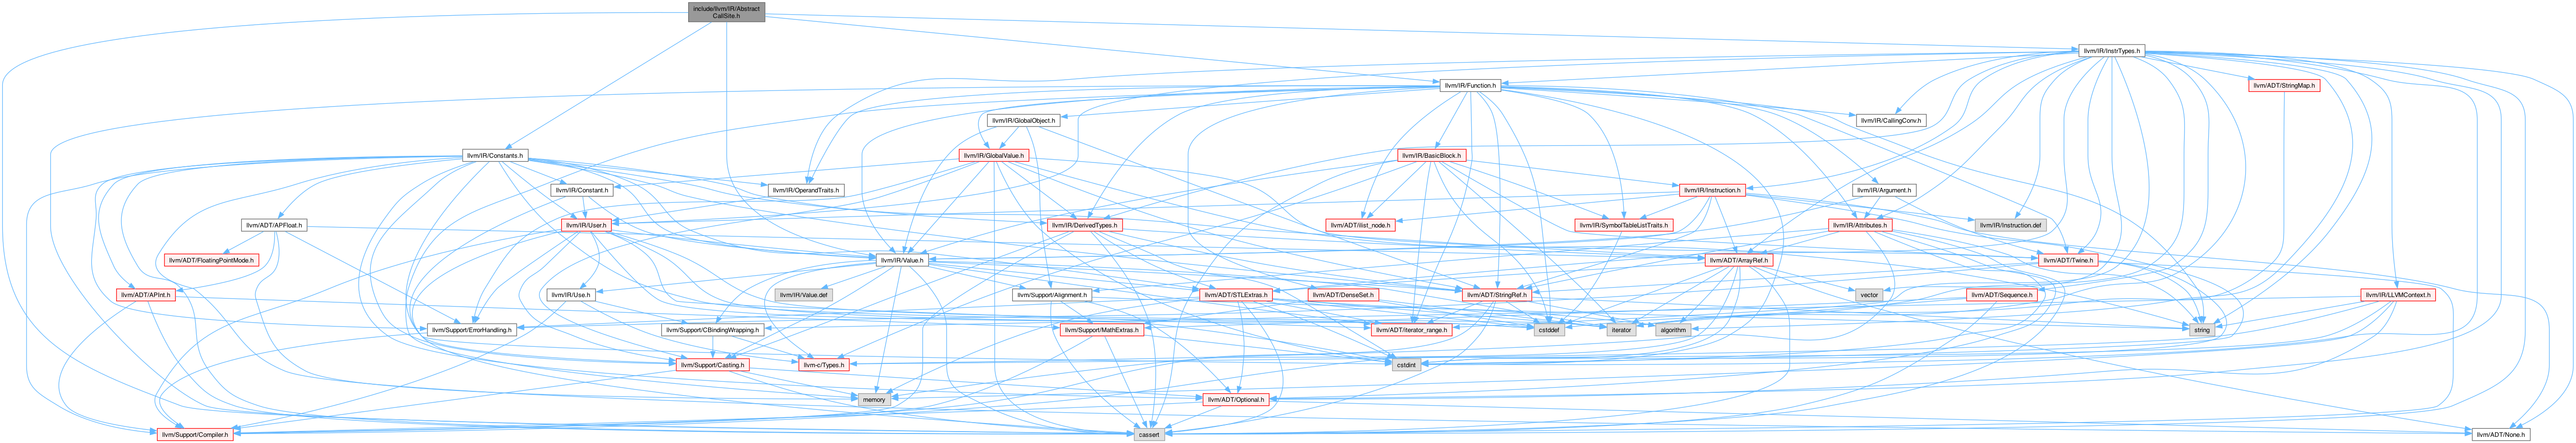 include/llvm/IR/Abstract
CallSite.h
llvm/IR/InstrTypes.h
llvm/IR/Function.h
llvm/ADT/StringMap.h
llvm/IR/GlobalObject.h
llvm/IR/CallingConv.h
llvm/IR/Constants.h
llvm/IR/GlobalValue.h
llvm/IR/BasicBlock.h
llvm/IR/Constant.h
llvm/IR/OperandTraits.h
llvm/IR/Instruction.h
llvm/IR/Argument.h
llvm/ADT/APFloat.h
llvm/IR/User.h
llvm/IR/DerivedTypes.h
llvm/ADT/ilist_node.h
llvm/IR/SymbolTableListTraits.h
llvm/IR/Attributes.h
llvm/IR/Instruction.def
llvm/ADT/FloatingPointMode.h
llvm/IR/Value.h
llvm/ADT/ArrayRef.h
llvm/ADT/Twine.h
llvm/ADT/APInt.h
llvm/IR/Use.h
llvm/IR/Value.def
llvm/Support/Alignment.h
llvm/ADT/STLExtras.h
llvm/ADT/DenseSet.h
llvm/ADT/StringRef.h
vector
llvm/ADT/Sequence.h
llvm/IR/LLVMContext.h
llvm/Support/ErrorHandling.h
llvm/Support/CBindingWrapping.h
llvm/Support/MathExtras.h
llvm/ADT/iterator_range.h
cstddef
iterator
algorithm
string
llvm/Support/Casting.h
llvm-c/Types.h
cstdint
memory
llvm/ADT/Optional.h
llvm/Support/Compiler.h
cassert
llvm/ADT/None.h